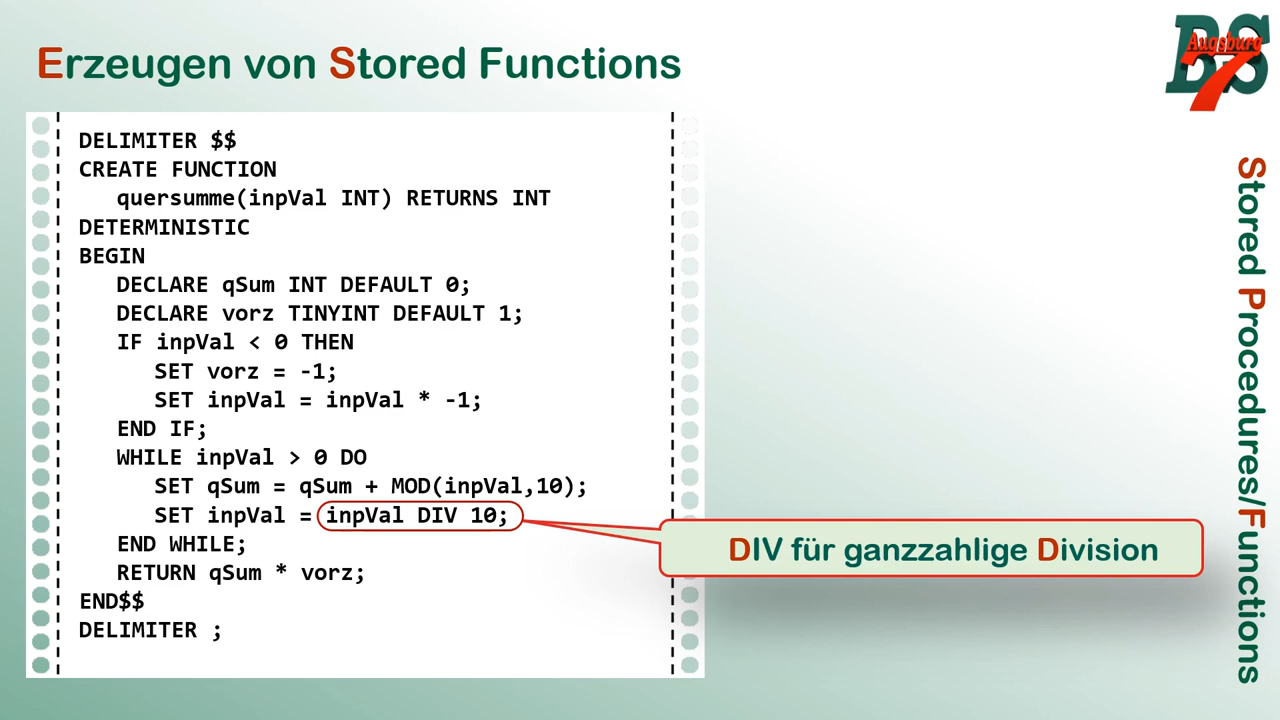 Erzeugen von Stored Functions
BS
Augsburg
7
DELIMITER $$
CREATE FUNCTION
quersumme(inpVal INT) RETURNS INT
DETERMINISTIC
BEGIN
DECLARE qSum INT DEFAULT 0;
DECLARE vorz TINYINT DEFAULT 1;
IF inpVal < 0 THEN
SET vorz = -1;
SET inpVal = inpVal * -1;
END IF;
WHILE inpVal > 0 DO
SET qSum = qSum + MOD(inpVal,10);
SET inpVal = inpVal DIV 10;
END WHILE;
RETURN qSum * vorz;
END$$
DELIMITER ;
DIV für ganzzahlige Division
Stored Procedures/Functions